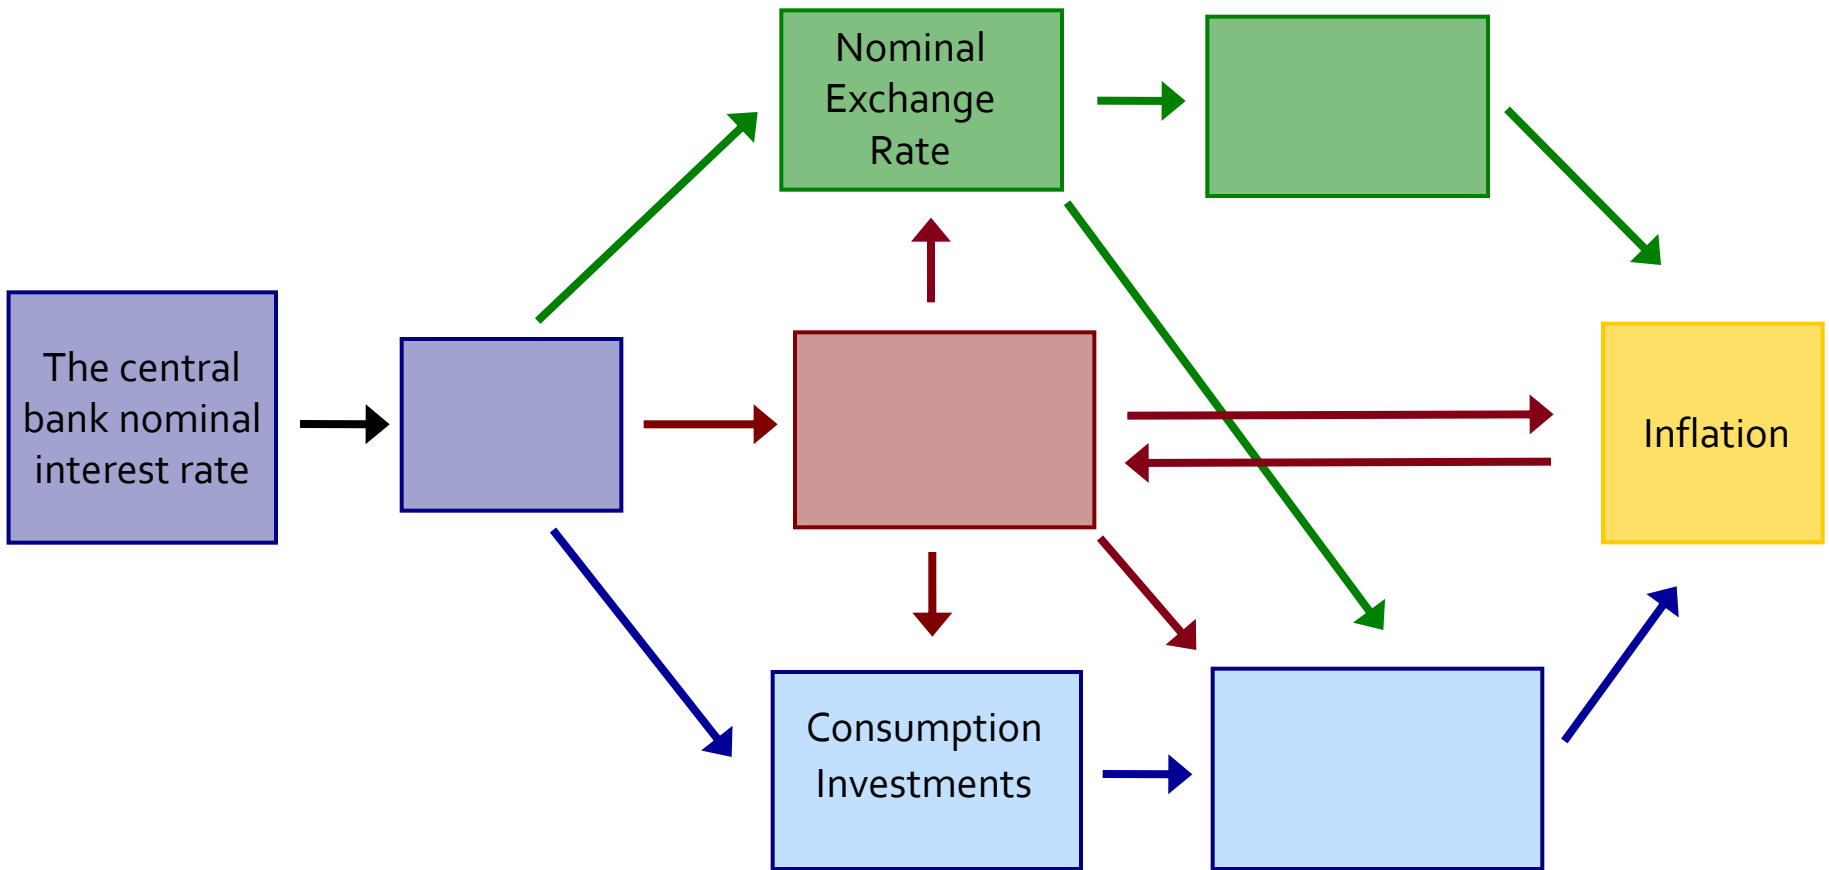 Nominal
Exchange
Rate
The central
bank nominal
interest rate
Inflation
Consumption
Investments